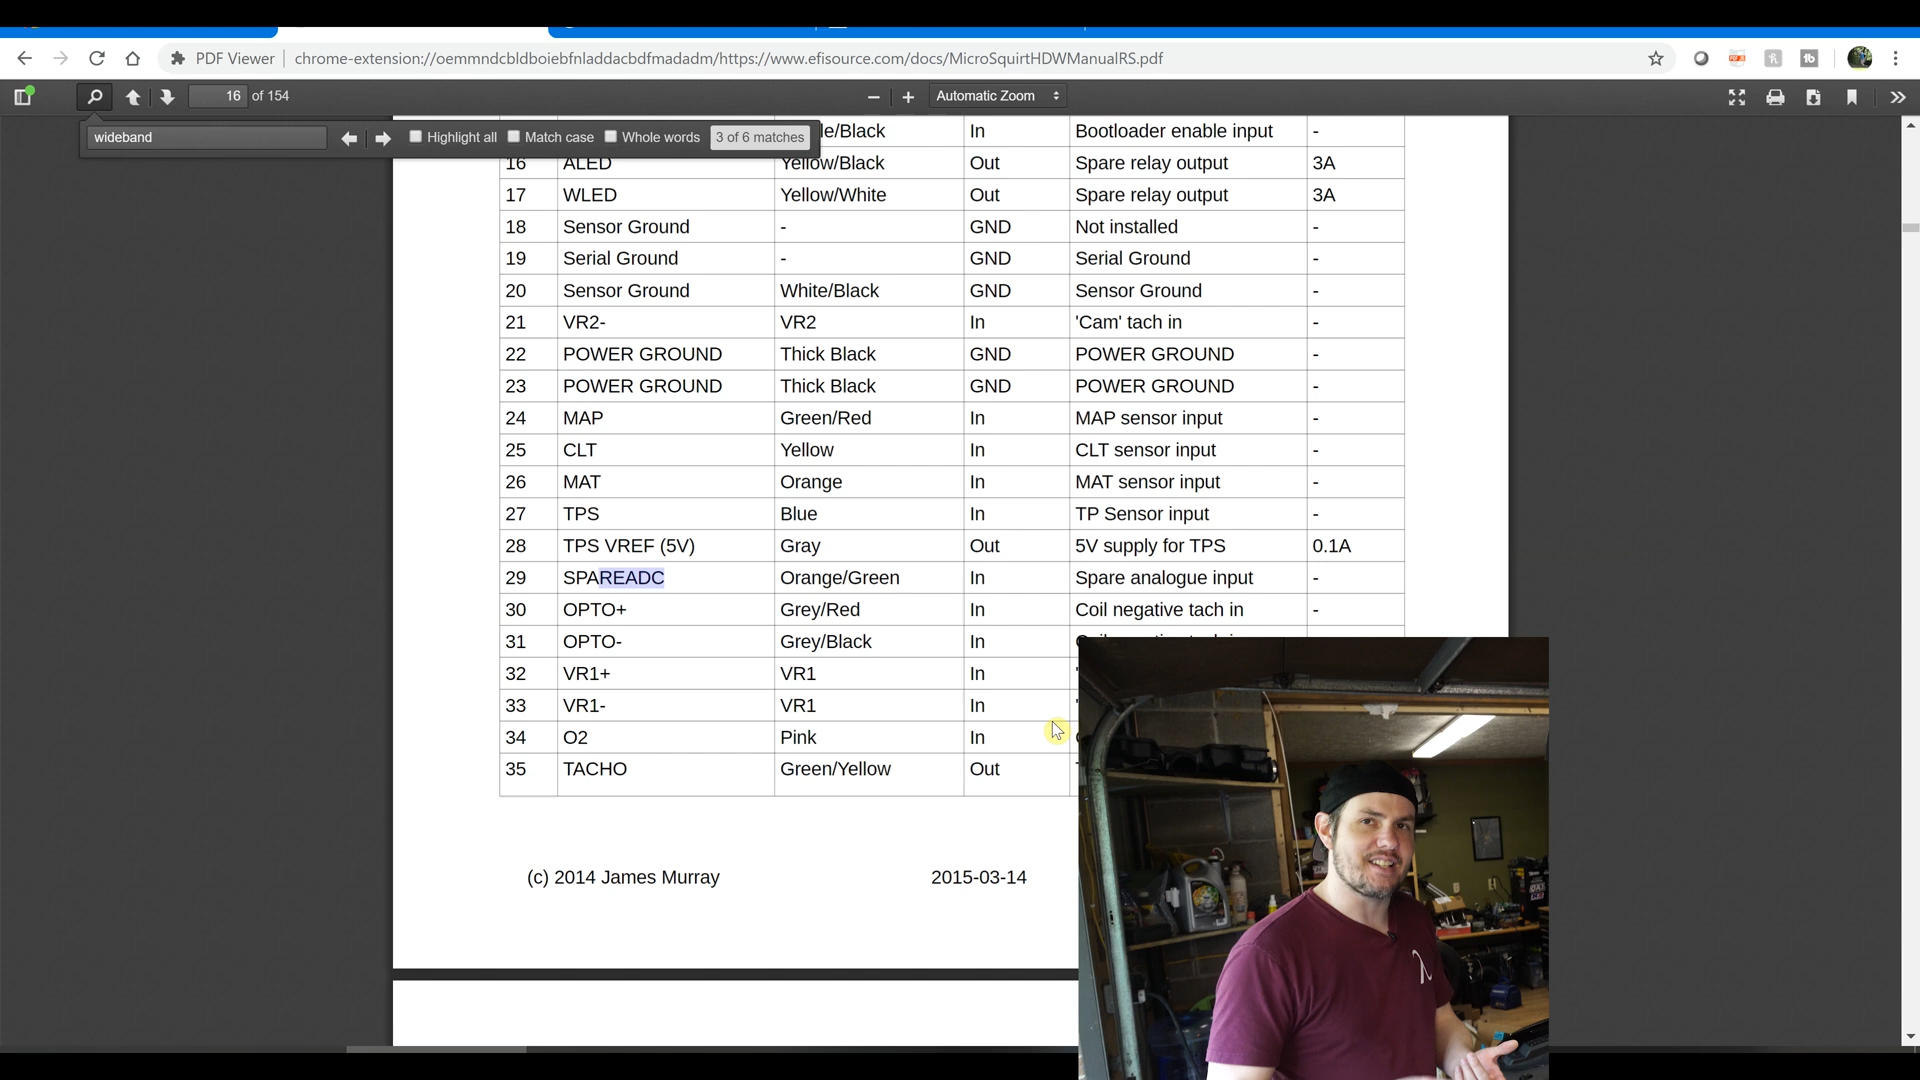 PDF Viewer chrome-extension://oemmndcbldboiebfnladdacbdfmadadm/https://www.efisource.com/docs/MicroSquirtHDWManualRS.pdf
16 of 154 Automatic Zoom
wideband Highlight all Match case Whole words 3 of 6 matches
le/Black In Bootloader enable input -
16 ALED Yellow/Black Out Spare relay output 3A
17 WLED Yellow/White Out Spare relay output 3A
18 Sensor Ground - GND Not installed -
19 Serial Ground - GND Serial Ground -
20 Sensor Ground White/Black GND Sensor Ground -
21 VR2- VR2 In 'Cam' tach in -
22 POWER GROUND Thick Black GND POWER GROUND -
23 POWER GROUND Thick Black GND POWER GROUND -
24 MAP Green/Red In MAP sensor input -
25 CLT Yellow In CLT sensor input -
26 MAT Orange In MAT sensor input -
27 TPS Blue In TP Sensor input -
28 TPS VREF (5V) Gray Out 5V supply for TPS 0.1A
29 SPAREADC Orange/Green In Spare analogue input -
30 OPTO+ Grey/Red In Coil negative tach in -
31 OPTO- Grey/Black In
32 VR1+ VR1 In '
33 VR1- VR1 In '
34 O2 Pink In
35 TACHO Green/Yellow Out
(c) 2014 James Murray 2015-03-14